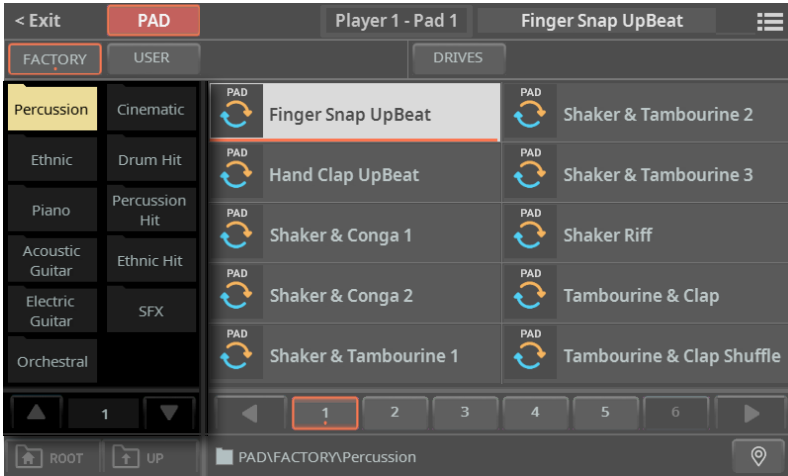 < Exit PAD Player 1 - Pad 1 Finger Snap UpBeat
FACTORY USER DRIVES
Percussion
Cinematic
Ethnic
Drum Hit
Piano
Percussion
Hit
Acoustic
Guitar
Ethnic Hit
Electric
Guitar
SFX
Orchestral
1
PAD
Finger Snap UpBeat
PAD
Shaker & Tambourine 2
PAD
Hand Clap UpBeat
PAD
Shaker & Tambourine 3
PAD
Shaker & Conga 1
PAD
Shaker Riff
PAD
Shaker & Conga 2
PAD
Tambourine & Clap
PAD
Shaker & Tambourine 1
PAD
Tambourine & Clap Shuffle
1 2 3 4 5 6
ROOT UP PAD\FACTORY\Percussion